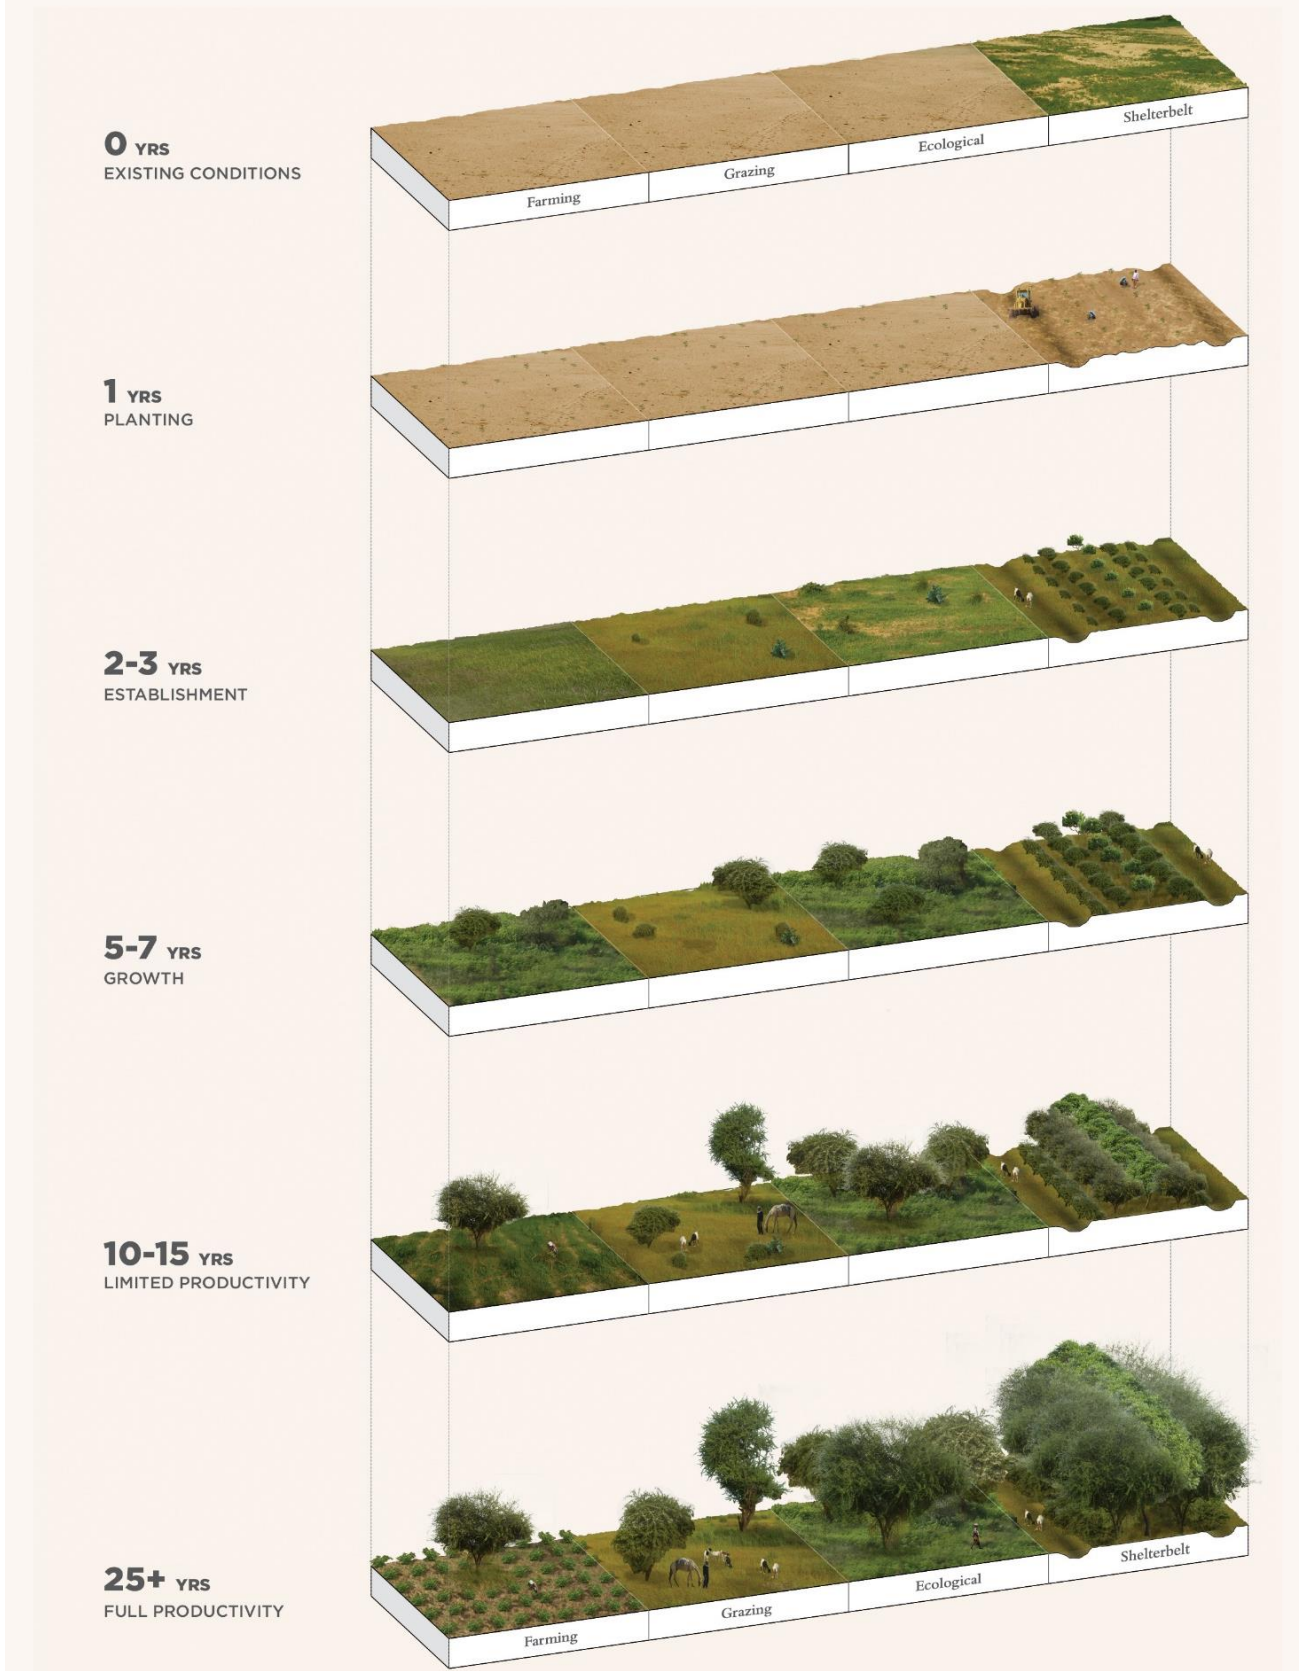 0 YRS
EXISTING CONDITIONS
Farming
Grazing
Ecological
Shelterbelt
1 YRS
PLANTING
2-3 YRS
ESTABLISHMENT
5-7 YRS
GROWTH
10-15 YRS
LIMITED PRODUCTIVITY
25+ YRS
FULL PRODUCTIVITY
Farming
Grazing
Ecological
Shelterbelt